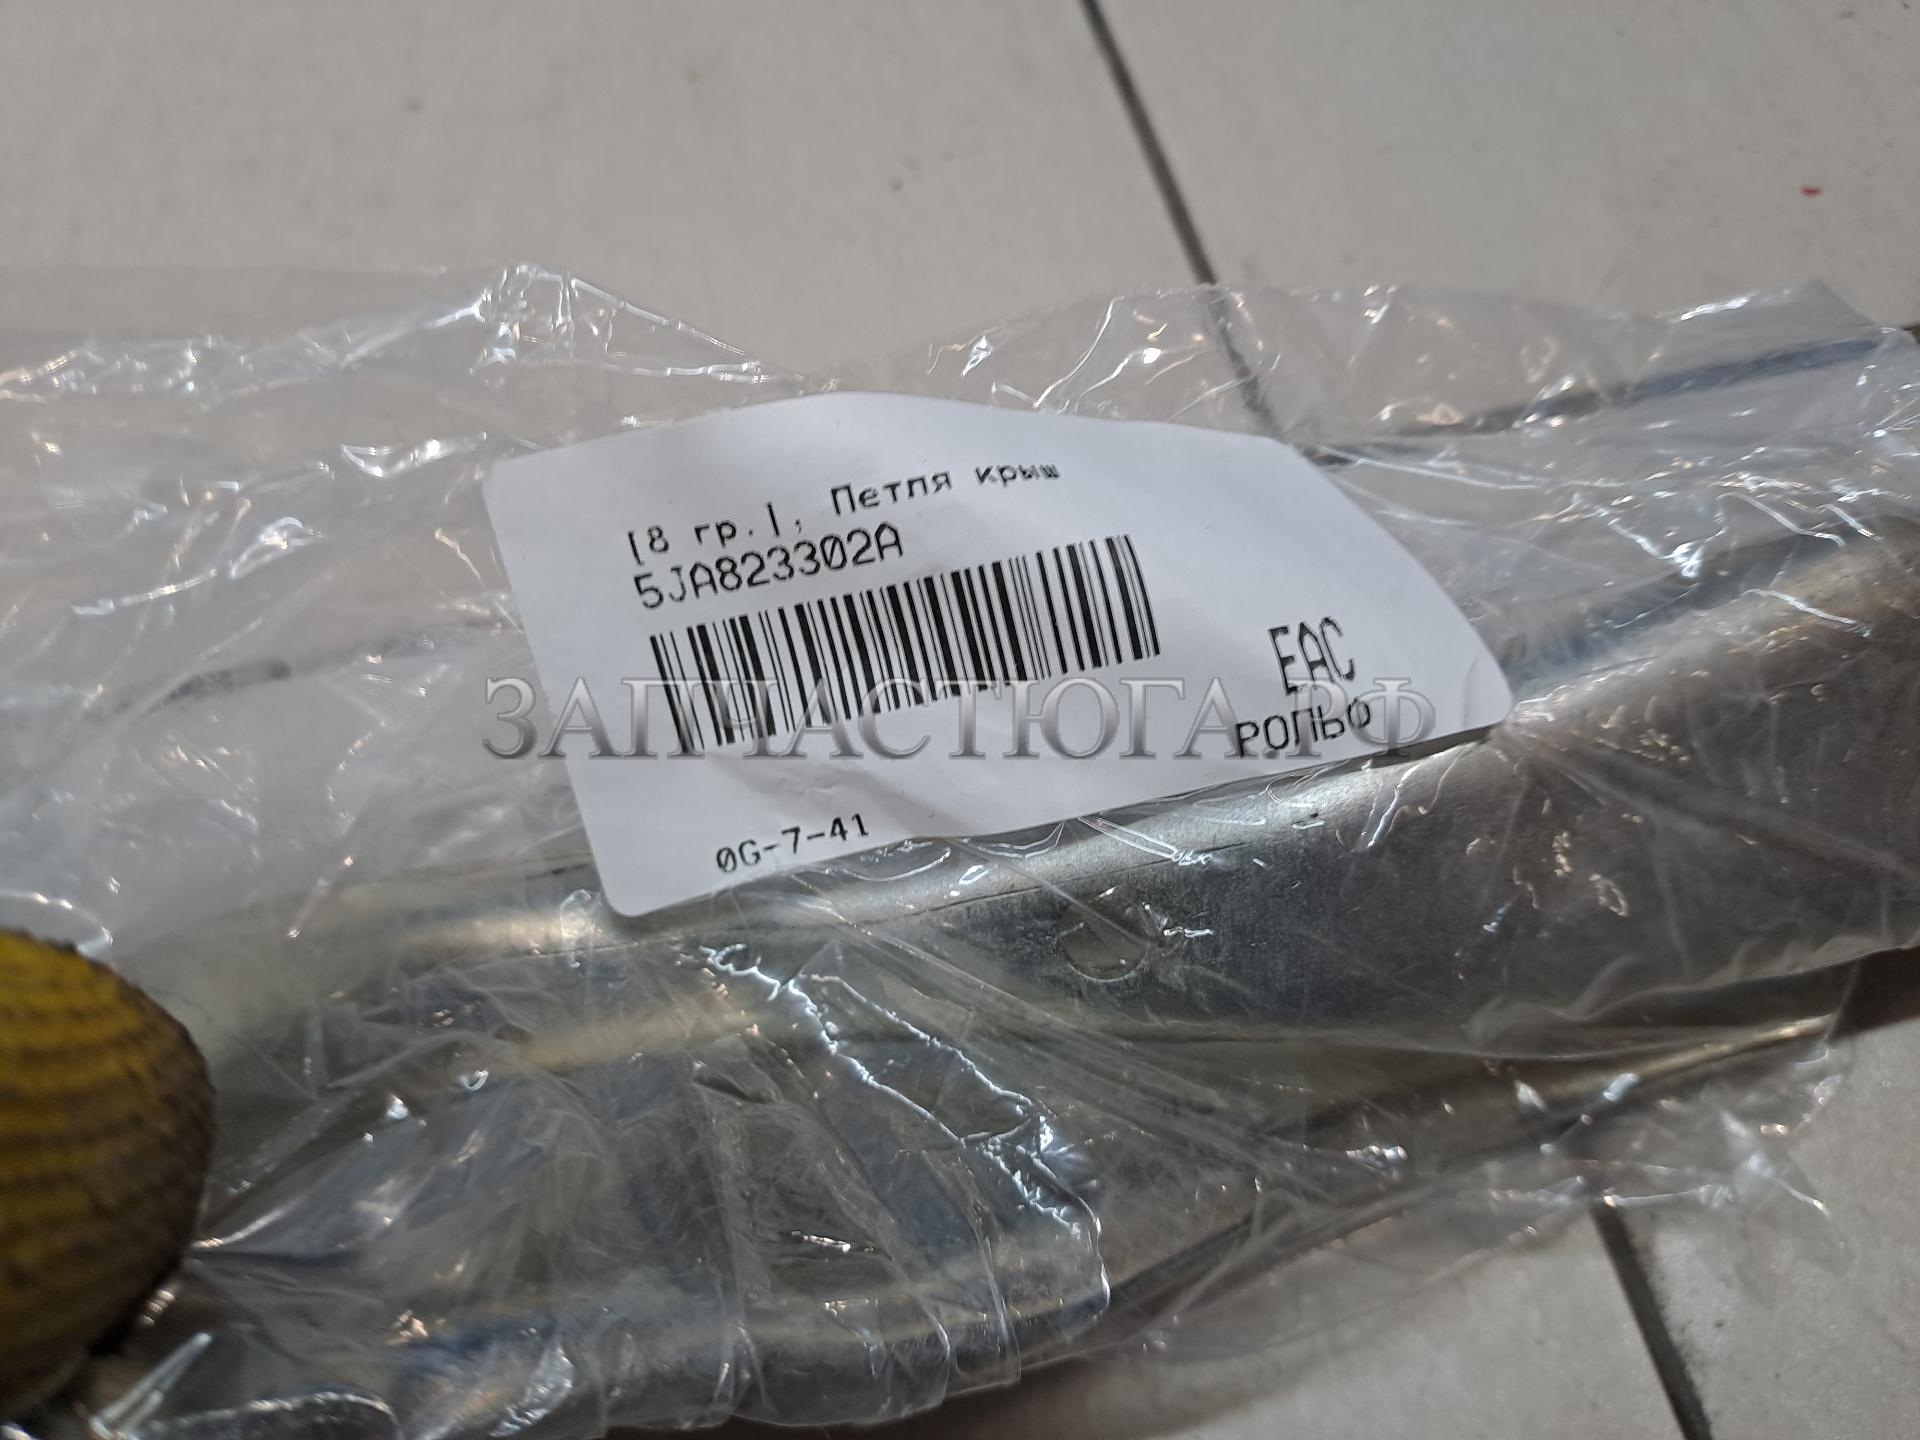 [8 гр.], Петля крыш
5JA823302A
EAC
РОЛЬФ
ЗАПЧАСТЮГА.РФ
0G-7-41